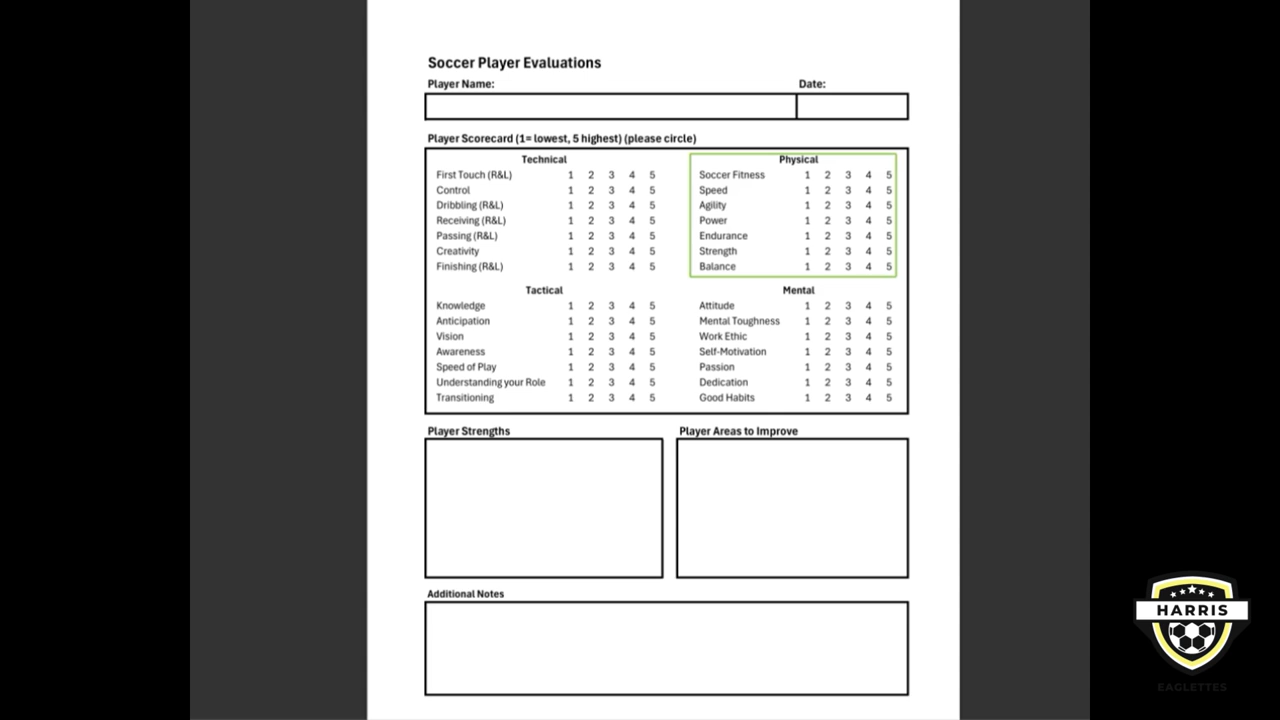 Soccer Player Evaluations
Player Name: Date:
Player Scorecard (1= lowest, 5 highest) (please circle)
Technical
First Touch (R&L) 1 2 3 4 5
Control 1 2 3 4 5
Dribbling (R&L) 1 2 3 4 5
Receiving (R&L) 1 2 3 4 5
Passing (R&L) 1 2 3 4 5
Creativity 1 2 3 4 5
Finishing (R&L) 1 2 3 4 5
Physical
Soccer Fitness 1 2 3 4 5
Speed 1 2 3 4 5
Agility 1 2 3 4 5
Power 1 2 3 4 5
Endurance 1 2 3 4 5
Strength 1 2 3 4 5
Balance 1 2 3 4 5
Tactical
Knowledge 1 2 3 4 5
Anticipation 1 2 3 4 5
Vision 1 2 3 4 5
Awareness 1 2 3 4 5
Speed of Play 1 2 3 4 5
Understanding your Role 1 2 3 4 5
Transitioning 1 2 3 4 5
Mental
Attitude 1 2 3 4 5
Mental Toughness 1 2 3 4 5
Work Ethic 1 2 3 4 5
Self-Motivation 1 2 3 4 5
Passion 1 2 3 4 5
Dedication 1 2 3 4 5
Good Habits 1 2 3 4 5
Player Strengths
Player Areas to Improve
Additional Notes
HARRIS
EAGLETTES